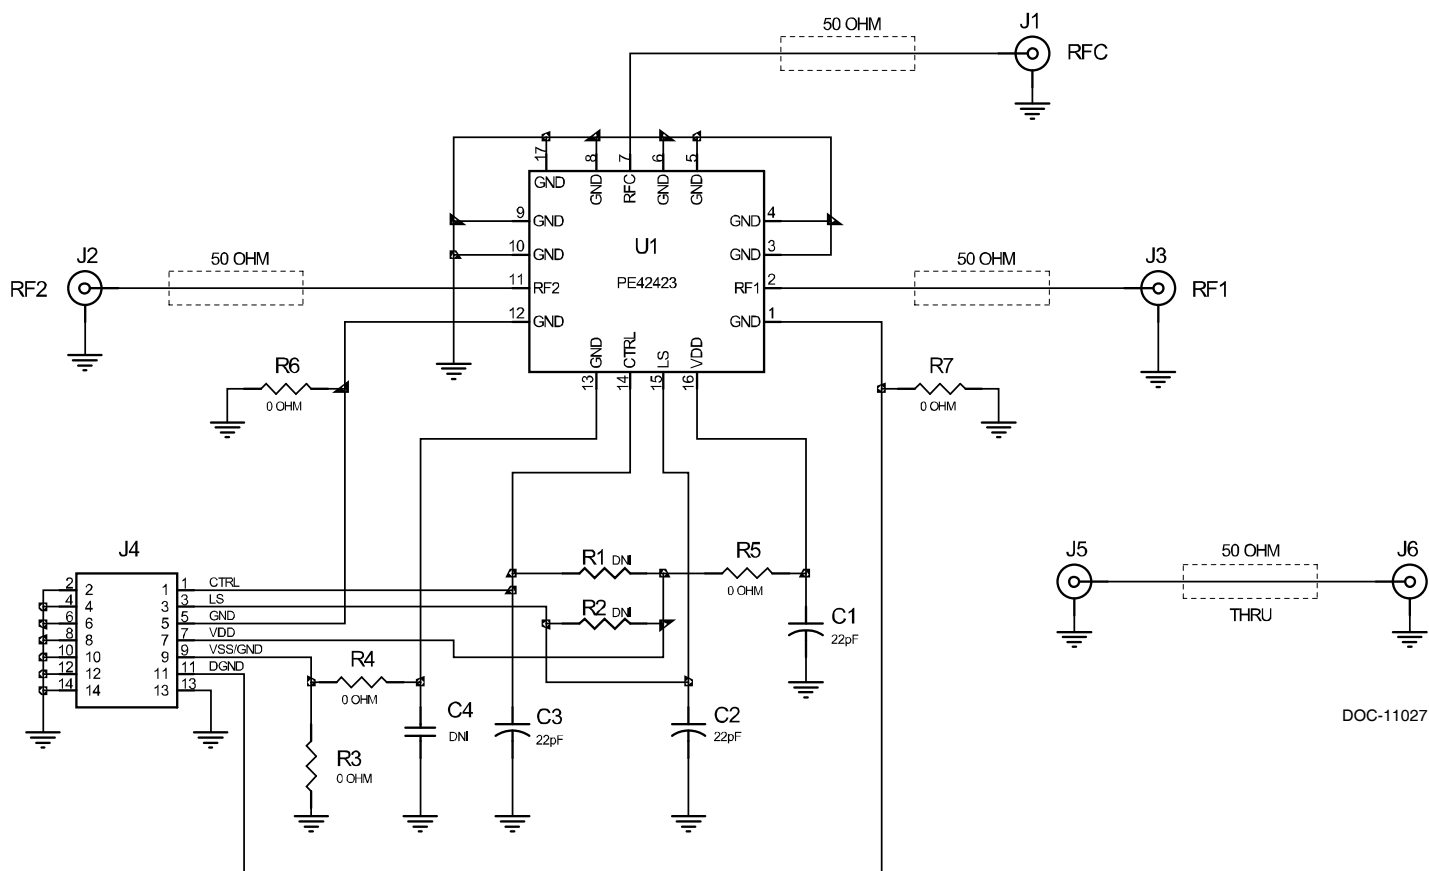 50 OHM
J1
RFC
17
8
7
6
5
GND
GND
RFC
GND
GND
9
GND
GND
4
10
GND
GND
3
U1
PE42423
J2
RF2
50 OHM
11
RF2
RF1
2
50 OHM
J3
RF1
12
GND
GND
1
GND
CTRL
LS
VDD
13
14
15
16
R6
0 OHM
R7
0 OHM
J4
R1 DNI
R5
0 OHM
R2 DNI
C1
22pF
2
2
1
1
CTRL
4
4
3
3
LS
6
6
5
5
GND
8
8
7
7
VDD
10
10
9
9
VSS/GND
12
12
11
11
DGND
14
14
13
13
R4
0 OHM
R3
0 OHM
C4
DNI
C3
22pF
C2
22pF
J5
50 OHM
THRU
J6
DOC-11027